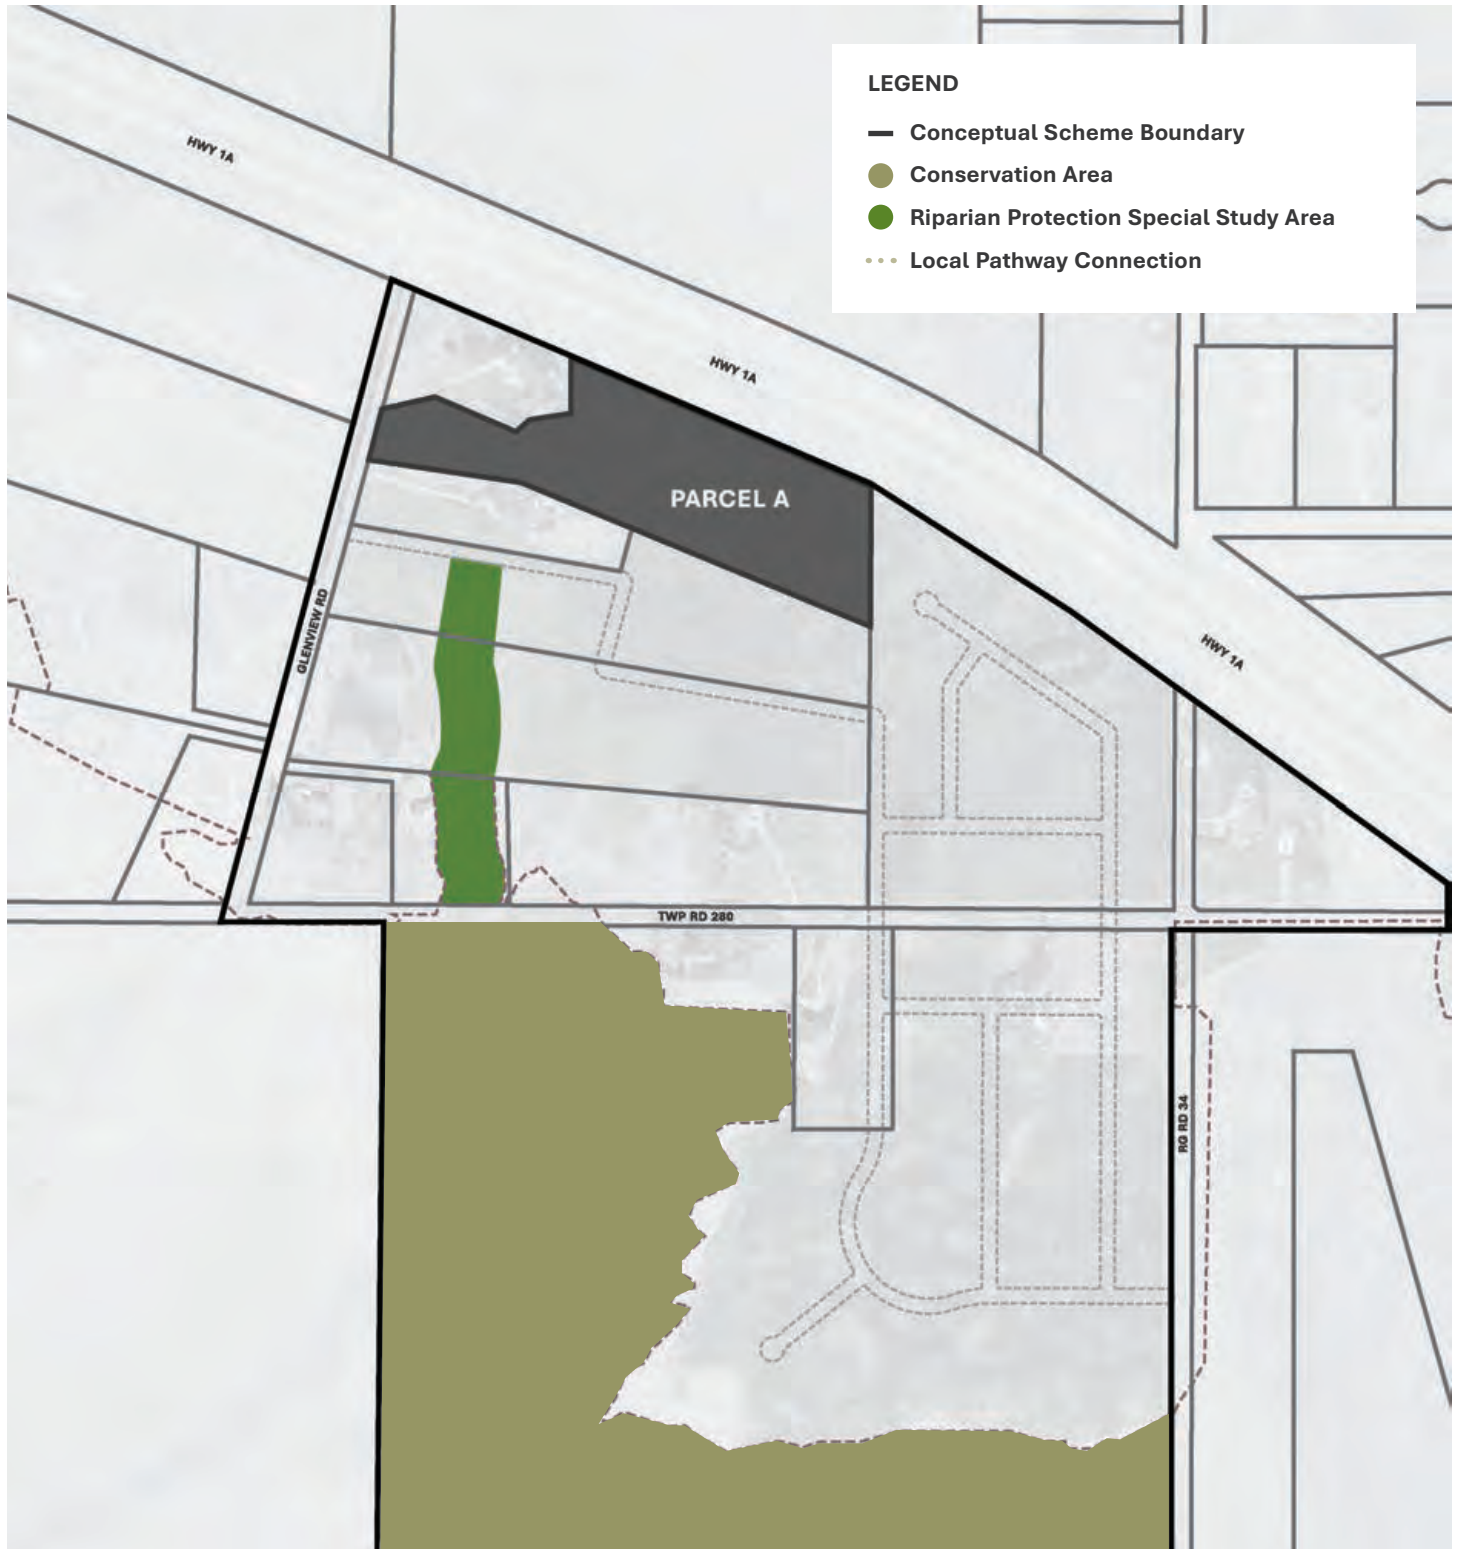 LEGEND
Conceptual Scheme Boundary
Conservation Area
Riparian Protection Special Study Area
Local Pathway Connection
HWY 1A
HWY 1A
PARCEL A
GLENVIEW RD
HWY 1A
TWP RD 280
RG RD 34